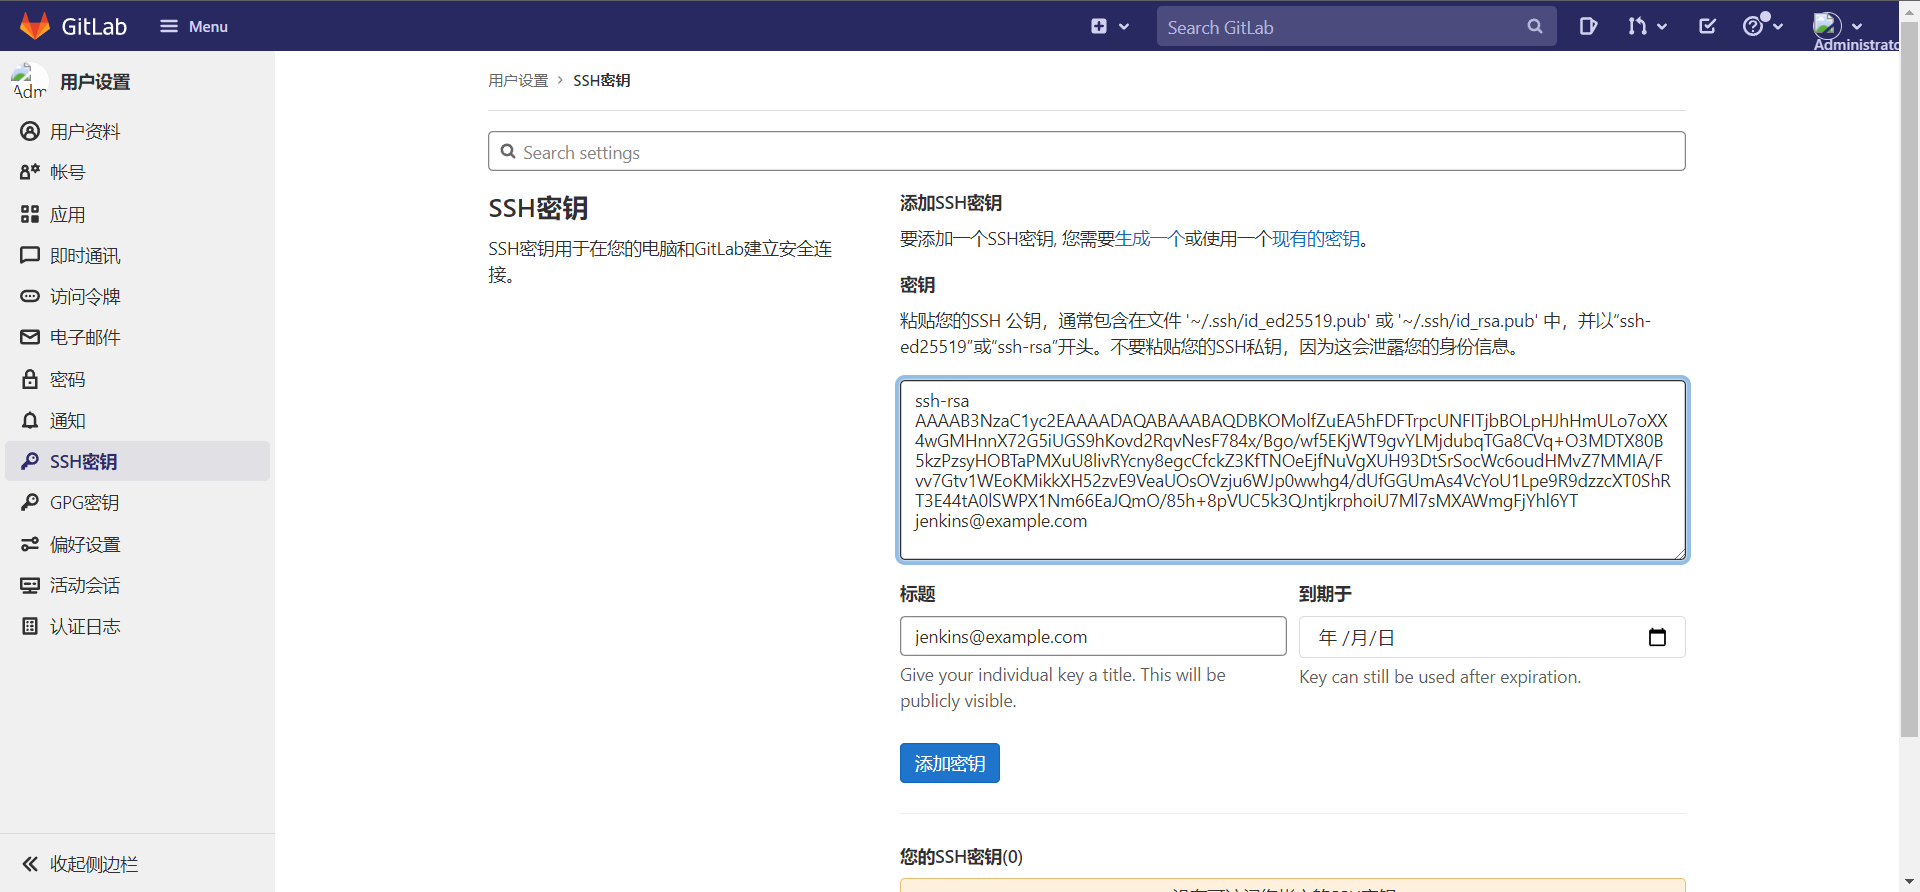 GitLab
Menu
Search GitLab
Administrato
Adm
用户设置
用户资料
帐号
应用
即时通讯
访问令牌
电子邮件
密码
通知
SSH密钥
GPG密钥
偏好设置
活动会话
认证日志
收起侧边栏
用户设置 › SSH密钥
Search settings
SSH密钥
SSH密钥用于在您的电脑和GitLab建立安全连
接。
添加SSH密钥
要添加一个SSH密钥, 您需要生成一个或使用一个现有的密钥。
密钥
粘贴您的SSH 公钥，通常包含在文件 '~/.ssh/id_ed25519.pub' 或 '~/.ssh/id_rsa.pub' 中，并以“ssh-
ed25519”或“ssh-rsa”开头。不要粘贴您的SSH私钥，因为这会泄露您的身份信息。
ssh-rsa
AAAAB3NzaC1yc2EAAAADAQABAAABAQDBKOMolfZuEA5hFDFTrpcUNFITjbBOLpHJhHmULo7oXX
4wGMHnnX72G5iUGS9hKovd2RqvNesF784x/Bgo/wf5EKjWT9gvYLMjdubqTGa8CVq+O3MDTX80B
5kzPzsyHOBTaPMXuU8livRYcny8egcCfckZ3KfTNOeEjfNuVgXUH93DtSrSocWc6oudHMvZ7MMIA/F
vv7Gtv1WEoKMikkXH52zvE9VeaUOsOVzju6WJp0wwhg4/dUfGGUmAs4VcYoU1Lpe9R9dzzcXT0ShR
T3E44tA0lSWPX1Nm66EaJQmO/85h+8pVUC5k3QJntjkrphoiU7Ml7sMXAWmgFjYhl6YT
jenkins@example.com
标题
到期于
jenkins@example.com
年 /月/日
Give your individual key a title. This will be
publicly visible.
Key can still be used after expiration.
添加密钥
您的SSH密钥(0)